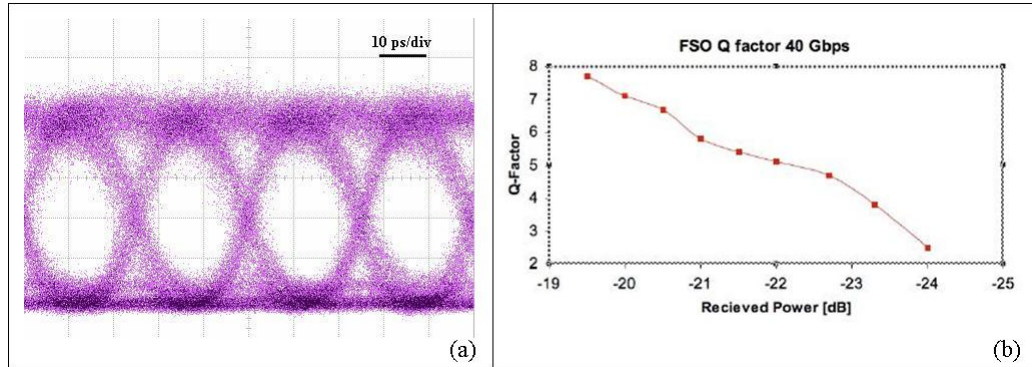 10 ps/div
(a)
FSO Q factor 40 Gbps
Q-Factor
8
7
6
5
4
3
2
-19 -20 -21 -22 -23 -24 -25
Recieved Power [dB]
(b)